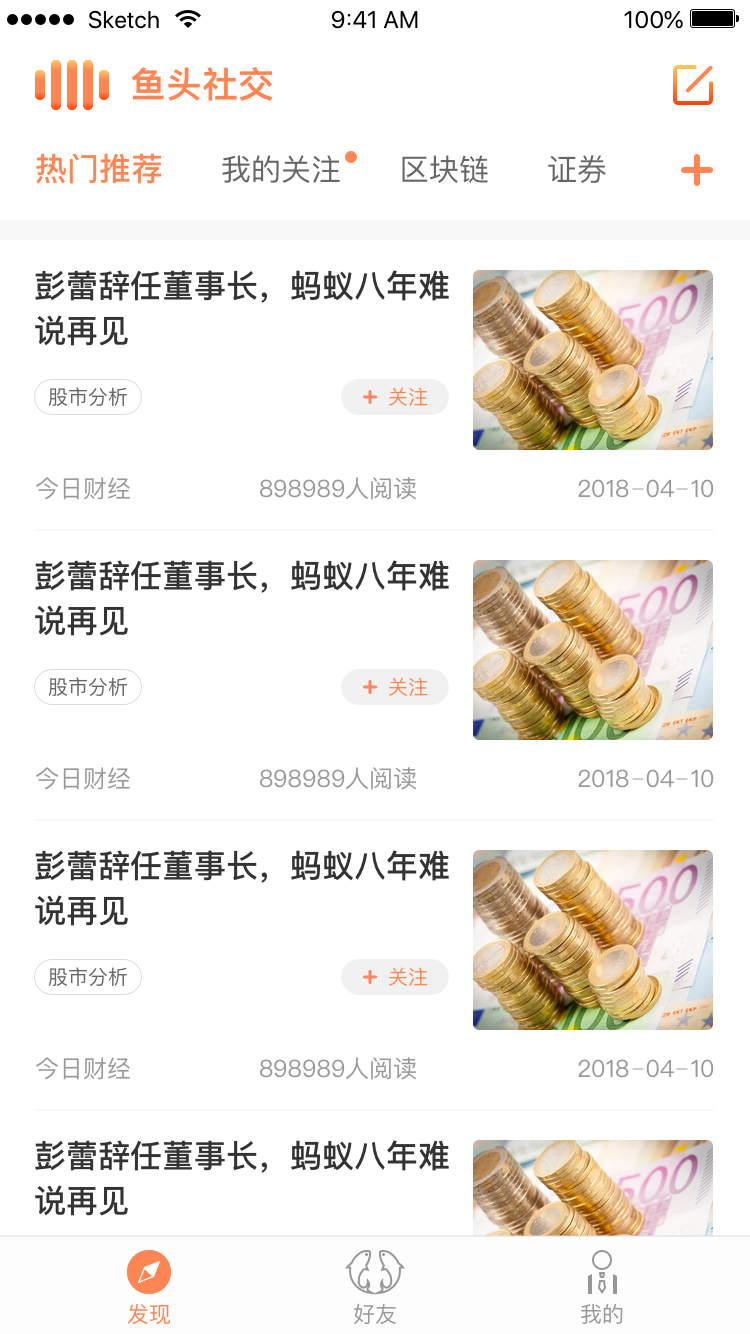 Sketch 9:41 AM 100%
鱼头社交
热门推荐 我的关注 区块链 证券
彭蕾辞任董事长，蚂蚁八年难
说再见
500
股市分析 + 关注
今日财经 898989人阅读 2018-04-10
彭蕾辞任董事长，蚂蚁八年难
说再见
500
股市分析 + 关注
今日财经 898989人阅读 2018-04-10
彭蕾辞任董事长，蚂蚁八年难
说再见
500
股市分析 + 关注
今日财经 898989人阅读 2018-04-10
彭蕾辞任董事长，蚂蚁八年难
说再见
500
发现 好友 我的